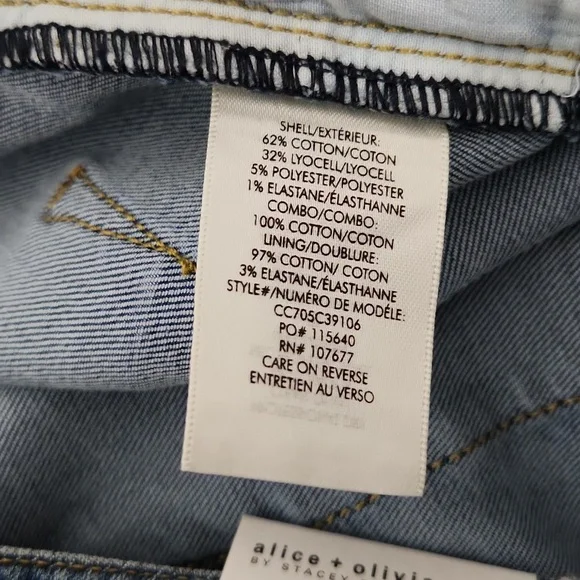 SHELL/EXTÉRIEUR:
62% COTTON/COTON
32% LYOCELL/LYOCELL
5% POLYESTER/POLYESTER
1% ELASTANE/ÉLASTHANNE
COMBO/COMBO:
100% COTTON/COTON
LINING/DOUBLURE:
97% COTTON/ COTON
3% ELASTANE/ÉLASTHANNE
STYLE#/NUMÉRO DE MODÉLE:
CC705C39106
PO# 115640
RN# 107677
CARE ON REVERSE
ENTRETIEN AU VERSO
alice + olivi
BY STACEY